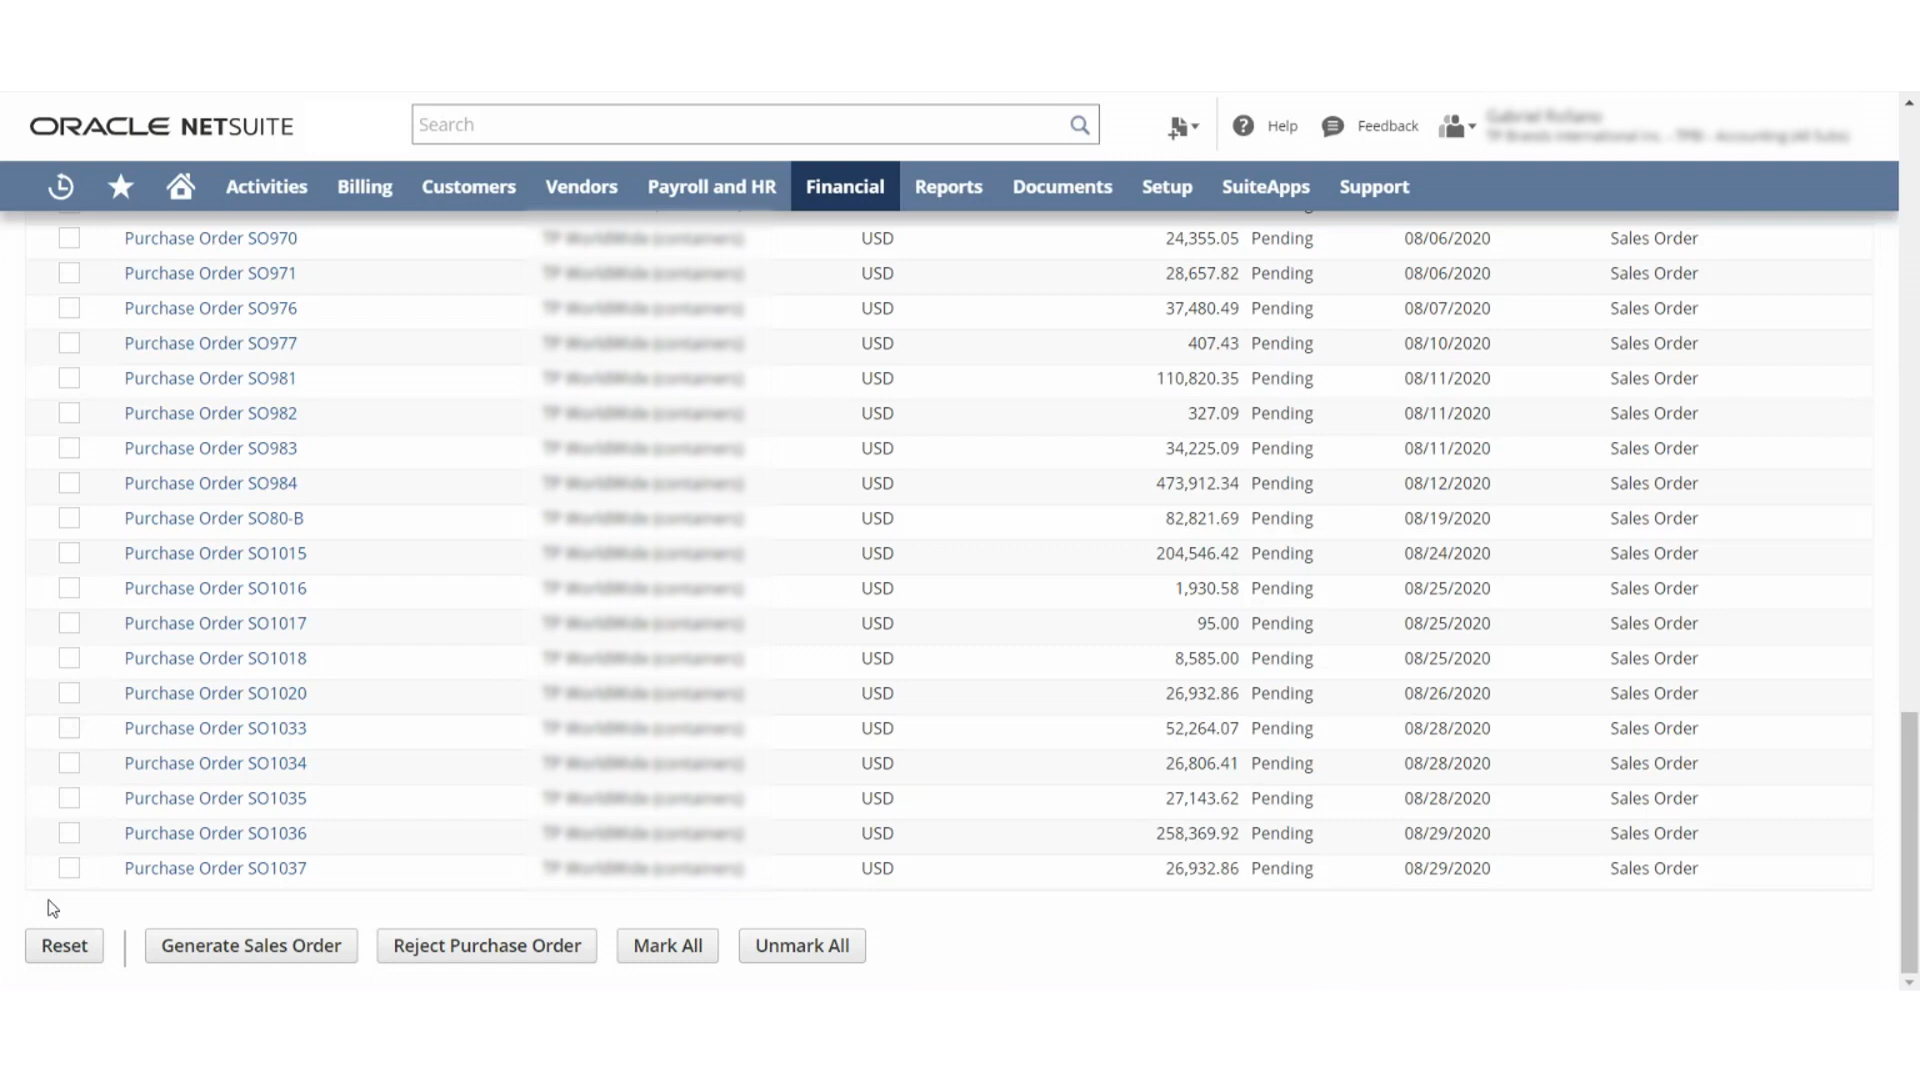 ORACLE NETSUITE
Search
Help
Feedback
Activities Billing Customers Vendors Payroll and HR Financial Reports Documents Setup SuiteApps Support
Purchase Order SO970 USD 24,355.05 Pending 08/06/2020 Sales Order
Purchase Order SO971 USD 28,657.82 Pending 08/06/2020 Sales Order
Purchase Order SO976 USD 37,480.49 Pending 08/07/2020 Sales Order
Purchase Order SO977 USD 407.43 Pending 08/10/2020 Sales Order
Purchase Order SO981 USD 110,820.35 Pending 08/11/2020 Sales Order
Purchase Order SO982 USD 327.09 Pending 08/11/2020 Sales Order
Purchase Order SO983 USD 34,225.09 Pending 08/11/2020 Sales Order
Purchase Order SO984 USD 473,912.34 Pending 08/12/2020 Sales Order
Purchase Order SO80-B USD 82,821.69 Pending 08/19/2020 Sales Order
Purchase Order SO1015 USD 204,546.42 Pending 08/24/2020 Sales Order
Purchase Order SO1016 USD 1,930.58 Pending 08/25/2020 Sales Order
Purchase Order SO1017 USD 95.00 Pending 08/25/2020 Sales Order
Purchase Order SO1018 USD 8,585.00 Pending 08/25/2020 Sales Order
Purchase Order SO1020 USD 26,932.86 Pending 08/26/2020 Sales Order
Purchase Order SO1033 USD 52,264.07 Pending 08/28/2020 Sales Order
Purchase Order SO1034 USD 26,806.41 Pending 08/28/2020 Sales Order
Purchase Order SO1035 USD 27,143.62 Pending 08/28/2020 Sales Order
Purchase Order SO1036 USD 258,369.92 Pending 08/29/2020 Sales Order
Purchase Order SO1037 USD 26,932.86 Pending 08/29/2020 Sales Order
Reset Generate Sales Order Reject Purchase Order Mark All Unmark All